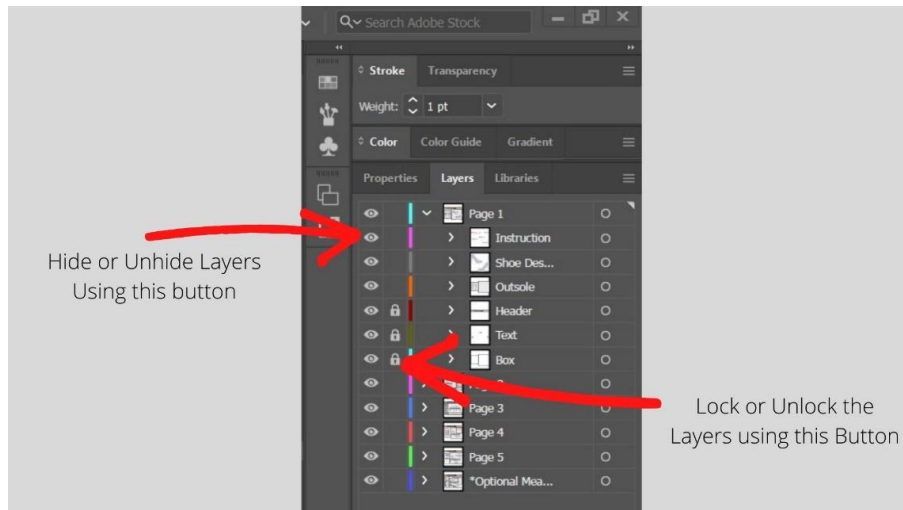 Search Adobe Stock
Stroke Transparency
Weight: 1 pt
Color Color Guide Gradient
Properties Layers Libraries
Page 1
Instruction
Shoe Des...
Outsole
Header
Text
Box
Page 3
Page 4
Page 5
*Optional Mea...
Hide or Unhide Layers
Using this button
Lock or Unlock the
Layers using this Button